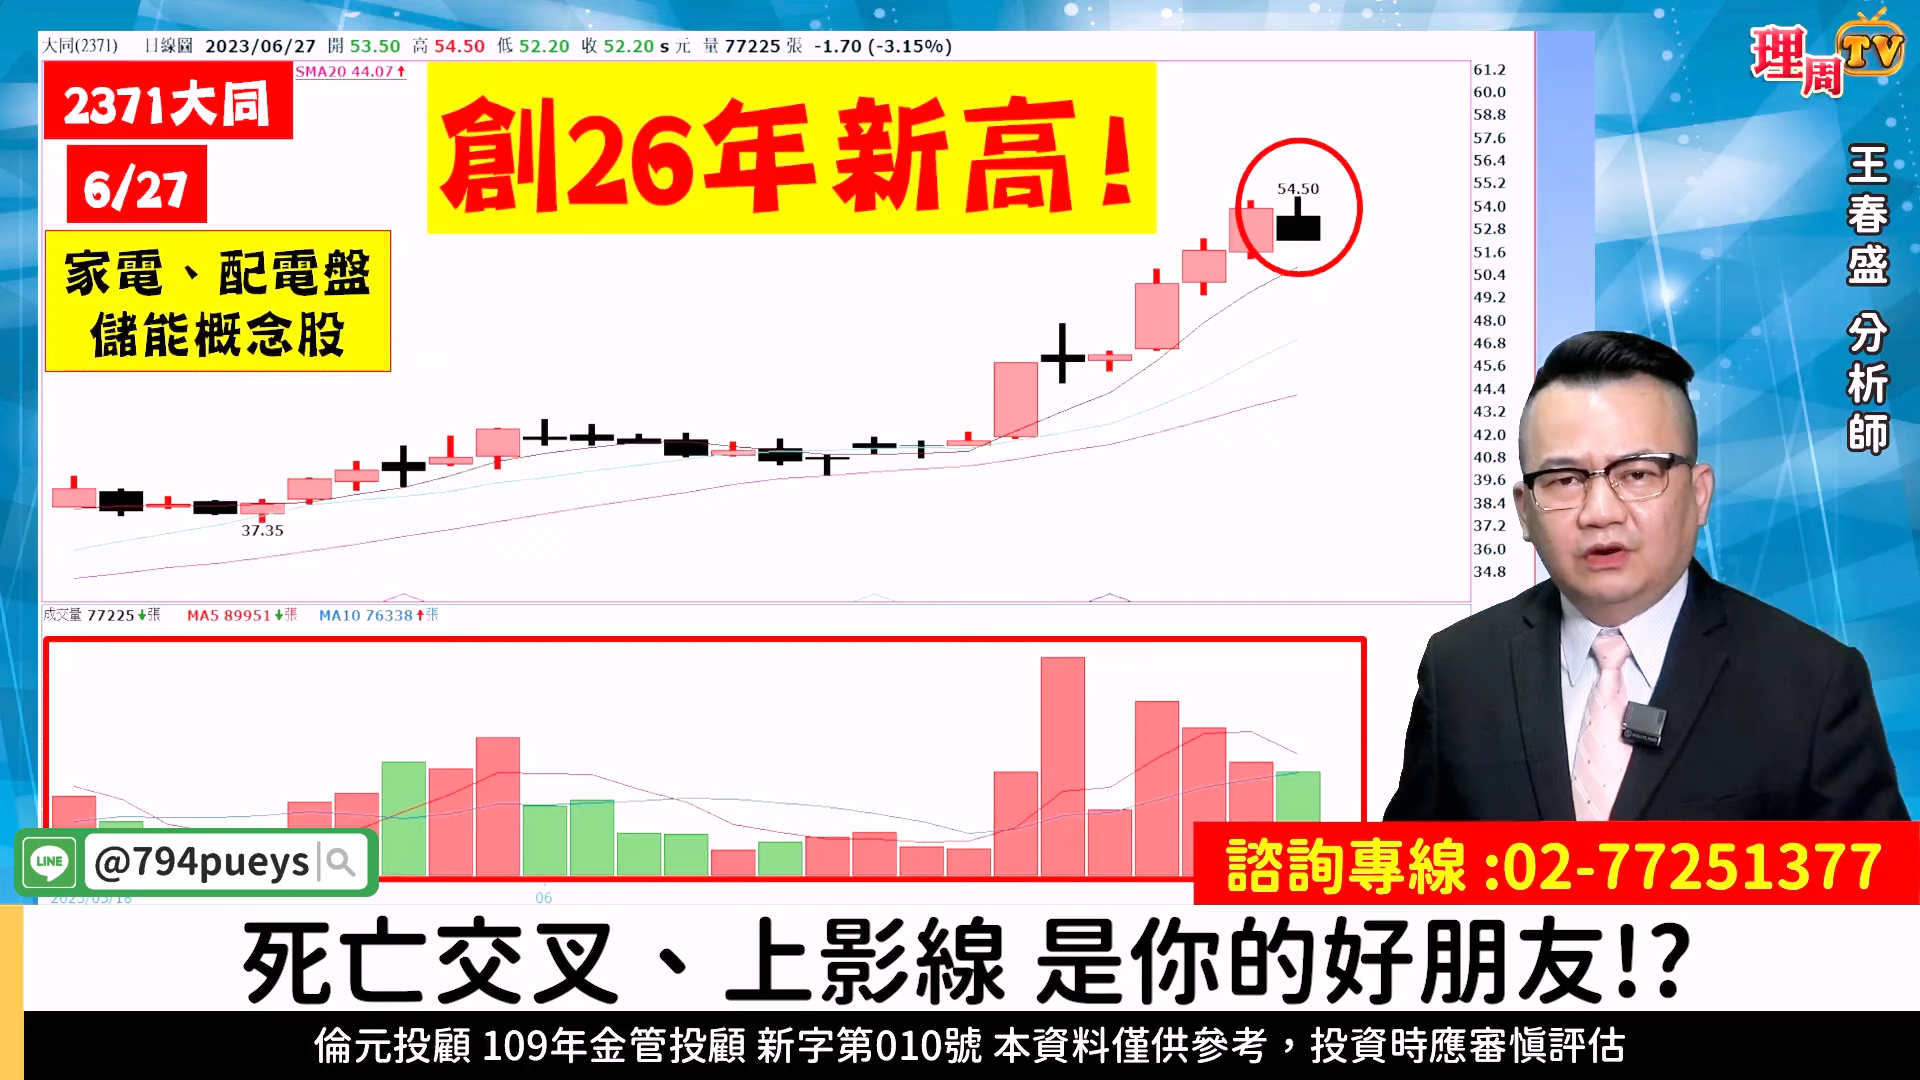 大同(2371) 日線圖 2023/06/27 開 53.50 高 54.50 低 52.20 收 52.20 s 元 量 77225 張 -1.70 (-3.15%)
SMA20 44.07↑
2371大同
6/27
家電、配電盤
儲能概念股
創26年新高!
54.50
37.35
61.2
60.0
58.8
57.6
56.4
55.2
54.0
52.8
51.6
50.4
49.2
48.0
46.8
45.6
44.4
43.2
42.0
40.8
39.6
38.4
37.2
36.0
34.8
理周TV
王春盛 分析師
成交量 77225↓張 MA5 89951↓張 MA10 76338↑張
LINE @794pueys
06
諮詢專線:02-77251377
死亡交叉、上影線 是你的好朋友!?
倫元投顧 109年金管投顧 新字第010號 本資料僅供參考，投資時應審慎評估